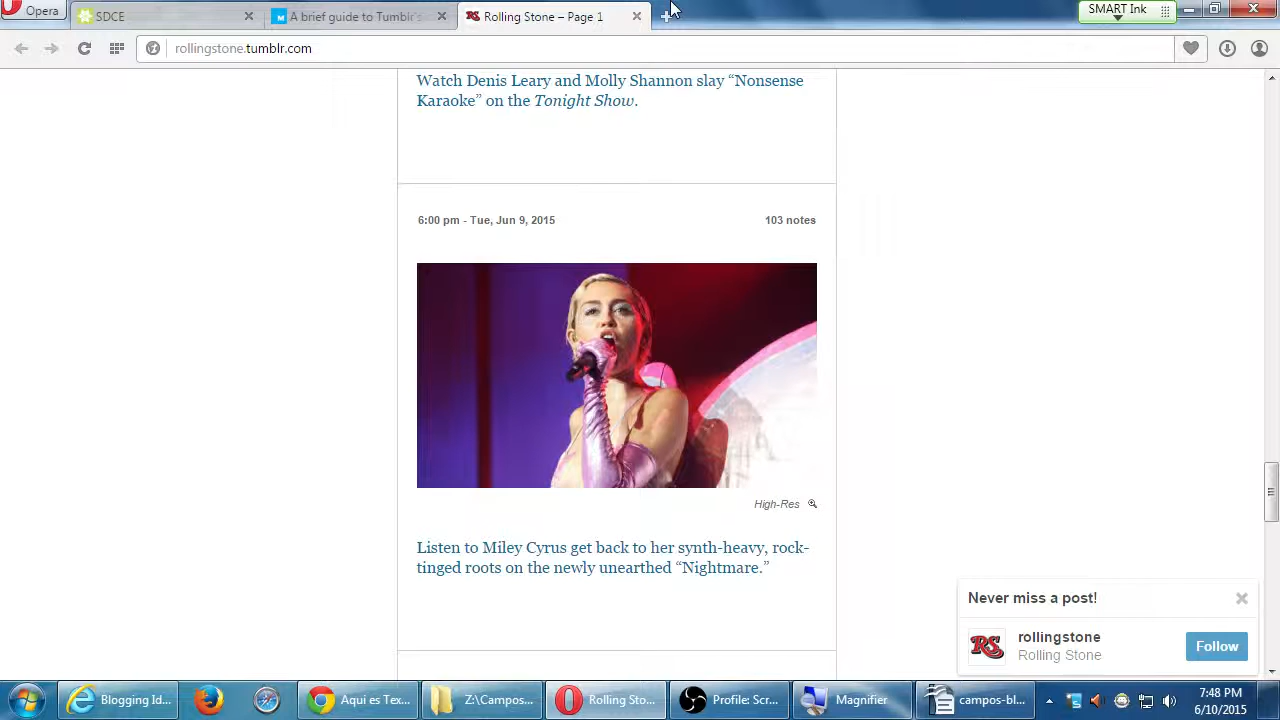 Opera
SDCE
A brief guide to Tumblr's
Rolling Stone – Page 1
SMART Ink
rollingstone.tumblr.com
Watch Denis Leary and Molly Shannon slay “Nonsense
Karaoke” on the Tonight Show.
6:00 pm - Tue, Jun 9, 2015
103 notes
High-Res
Listen to Miley Cyrus get back to her synth-heavy, rock-
tinged roots on the newly unearthed “Nightmare.”
Never miss a post!
RS
rollingstone
Rolling Stone
Follow
Blogging Id...
Aqui es Tex...
Z:\Campos...
Rolling Sto...
Profile: Scr...
Magnifier
campos-bl...
7:48 PM
6/10/2015